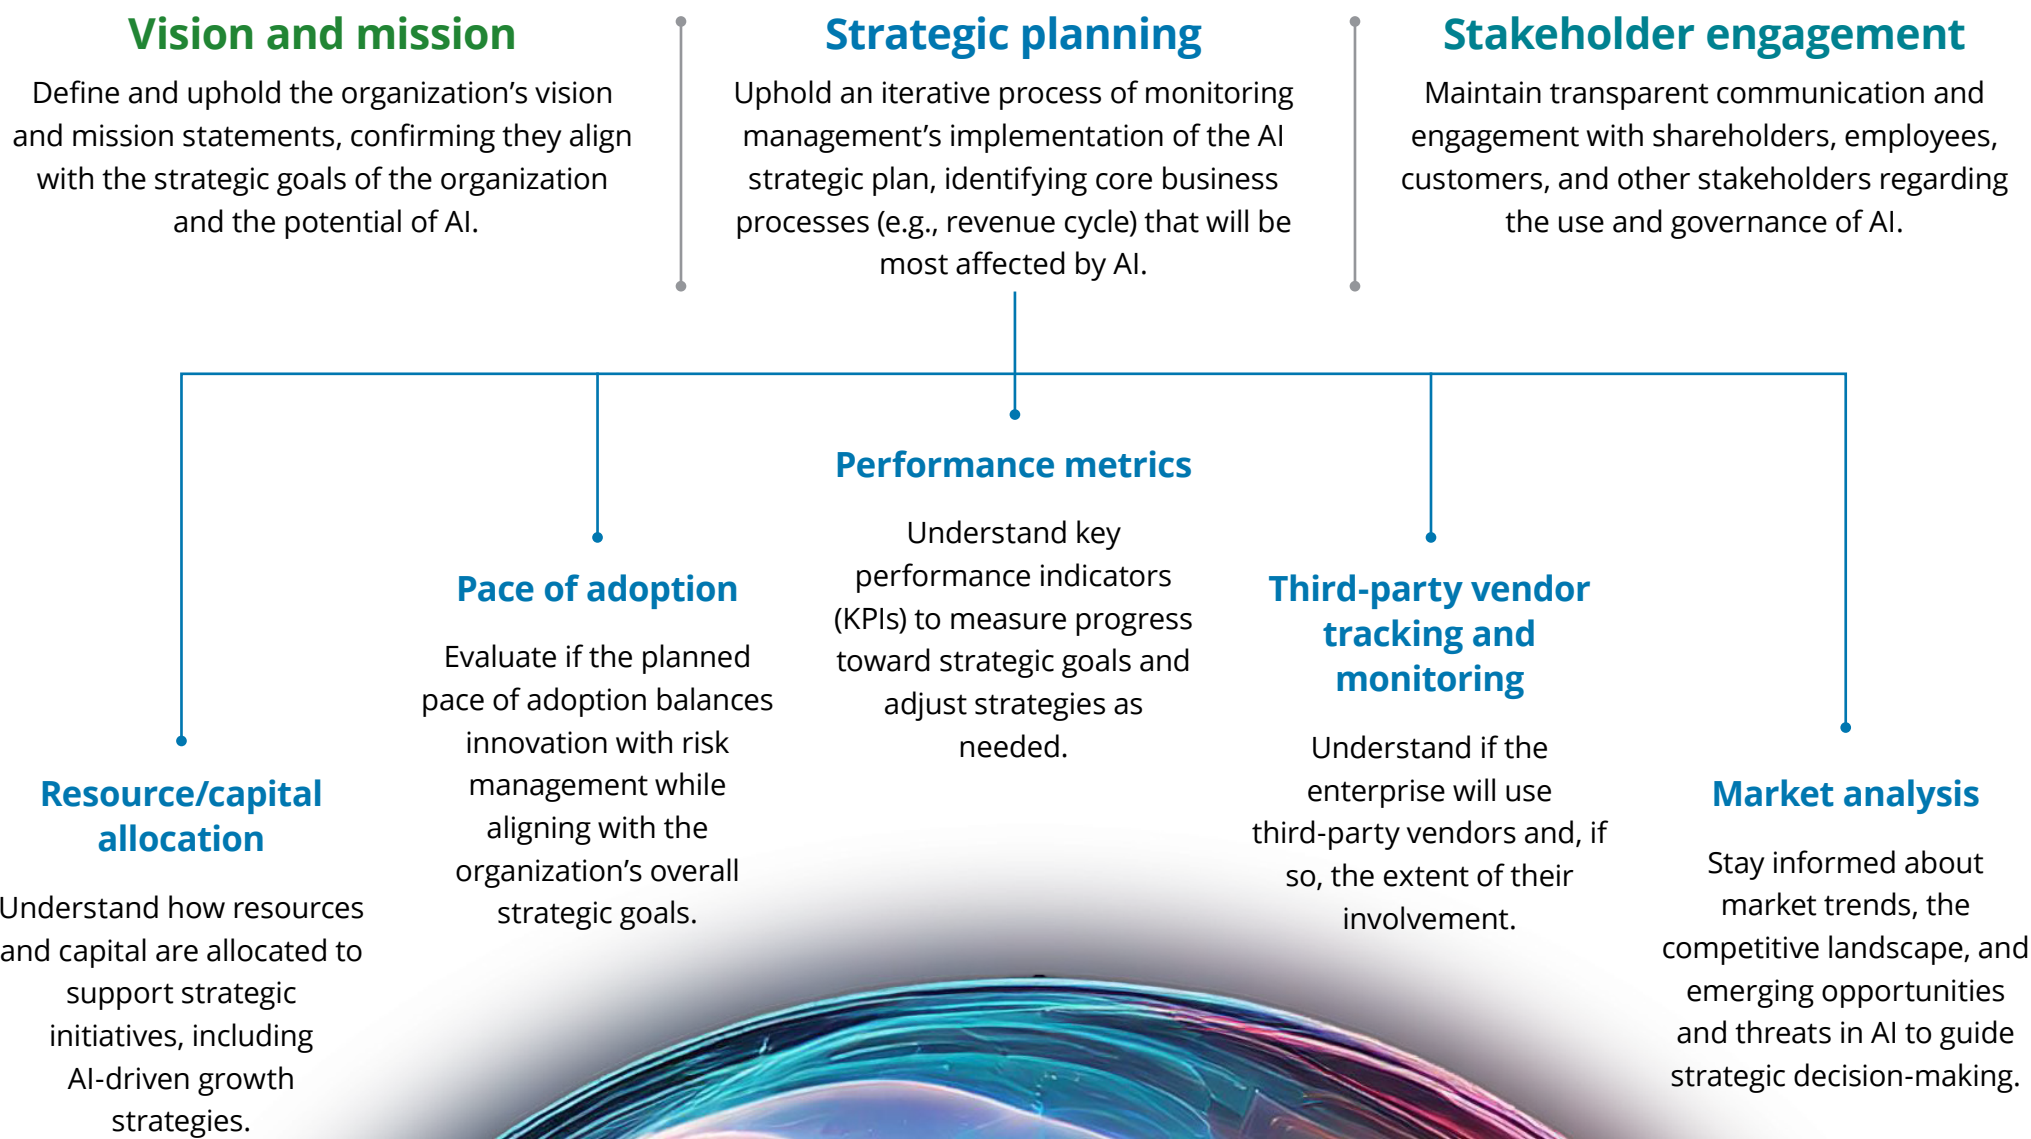 Vision and mission
Define and uphold the organization’s vision
and mission statements, confirming they align
with the strategic goals of the organization
and the potential of AI.
Strategic planning
Uphold an iterative process of monitoring
management’s implementation of the AI
strategic plan, identifying core business
processes (e.g., revenue cycle) that will be
most affected by AI.
Stakeholder engagement
Maintain transparent communication and
engagement with shareholders, employees,
customers, and other stakeholders regarding
the use and governance of AI.
Resource/capital
allocation
Understand how resources
and capital are allocated to
support strategic
initiatives, including
AI-driven growth
strategies.
Pace of adoption
Evaluate if the planned
pace of adoption balances
innovation with risk
management while
aligning with the
organization’s overall
strategic goals.
Performance metrics
Understand key
performance indicators
(KPIs) to measure progress
toward strategic goals and
adjust strategies as
needed.
Third-party vendor
tracking and
monitoring
Understand if the
enterprise will use
third-party vendors and, if
so, the extent of their
involvement.
Market analysis
Stay informed about
market trends, the
competitive landscape, and
emerging opportunities
and threats in AI to guide
strategic decision-making.